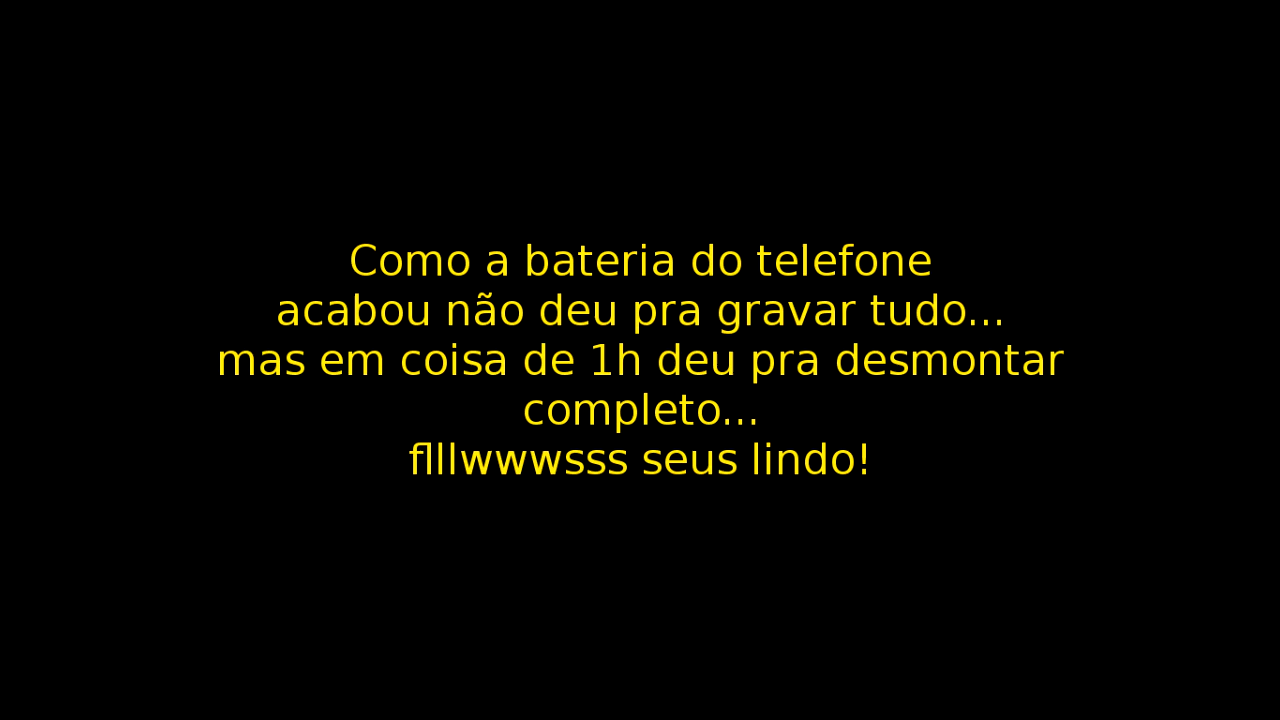 Como a bateria do telefone
acabou não deu pra gravar tudo...
mas em coisa de 1h deu pra desmontar
completo...
flllwwwsss seus lindo!